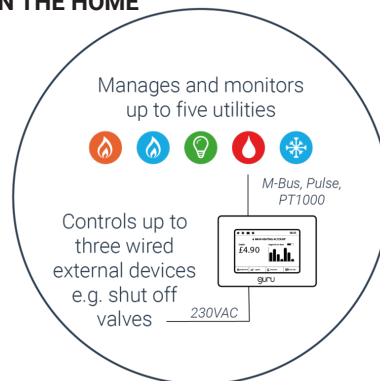 N THE HOME
Manages and monitors
up to five utilities
M-Bus, Pulse,
PT1000
Controls up to
three wired
external devices
e.g. shut off
valves
230VAC
£4.90
guru